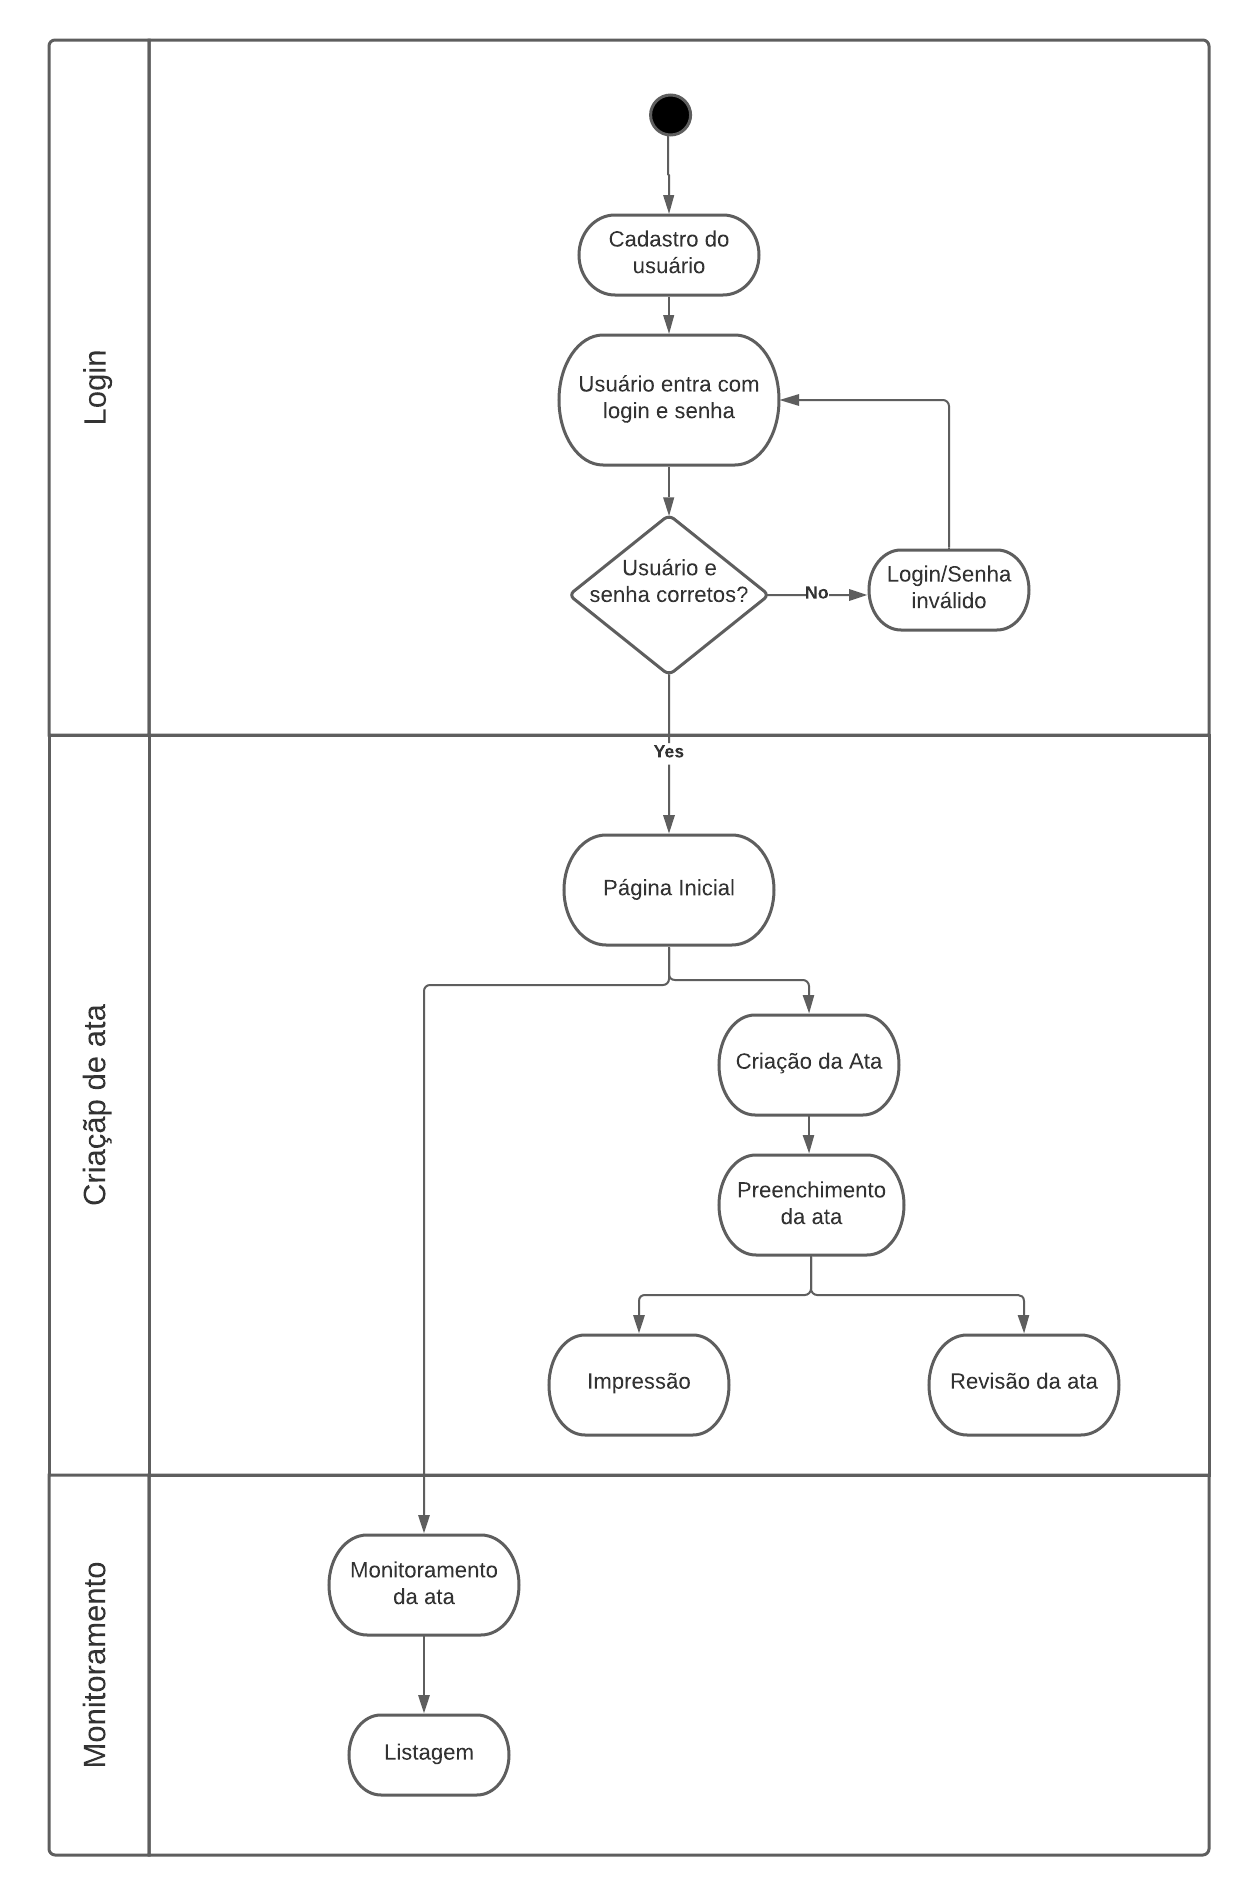 Login
Cadastro do
usuário
Usuário entra com
login e senha
Usuário e
senha corretos?
No
Login/Senha
inválido
Yes
Criaçãp de ata
Página Inicial
Criação da Ata
Preenchimento
da ata
Impressão
Revisão da ata
Monitoramento
Monitoramento
da ata
Listagem